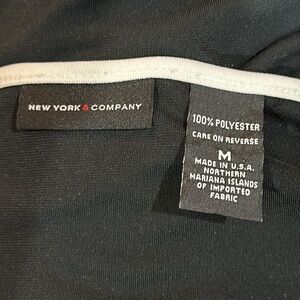 NEW YORK & COMPANY
100% POLYESTER
CARE ON REVERSE
M
MADE IN U.S.A.
NORTHERN
MARIANA ISLANDS
OF IMPORTED
FABRIC